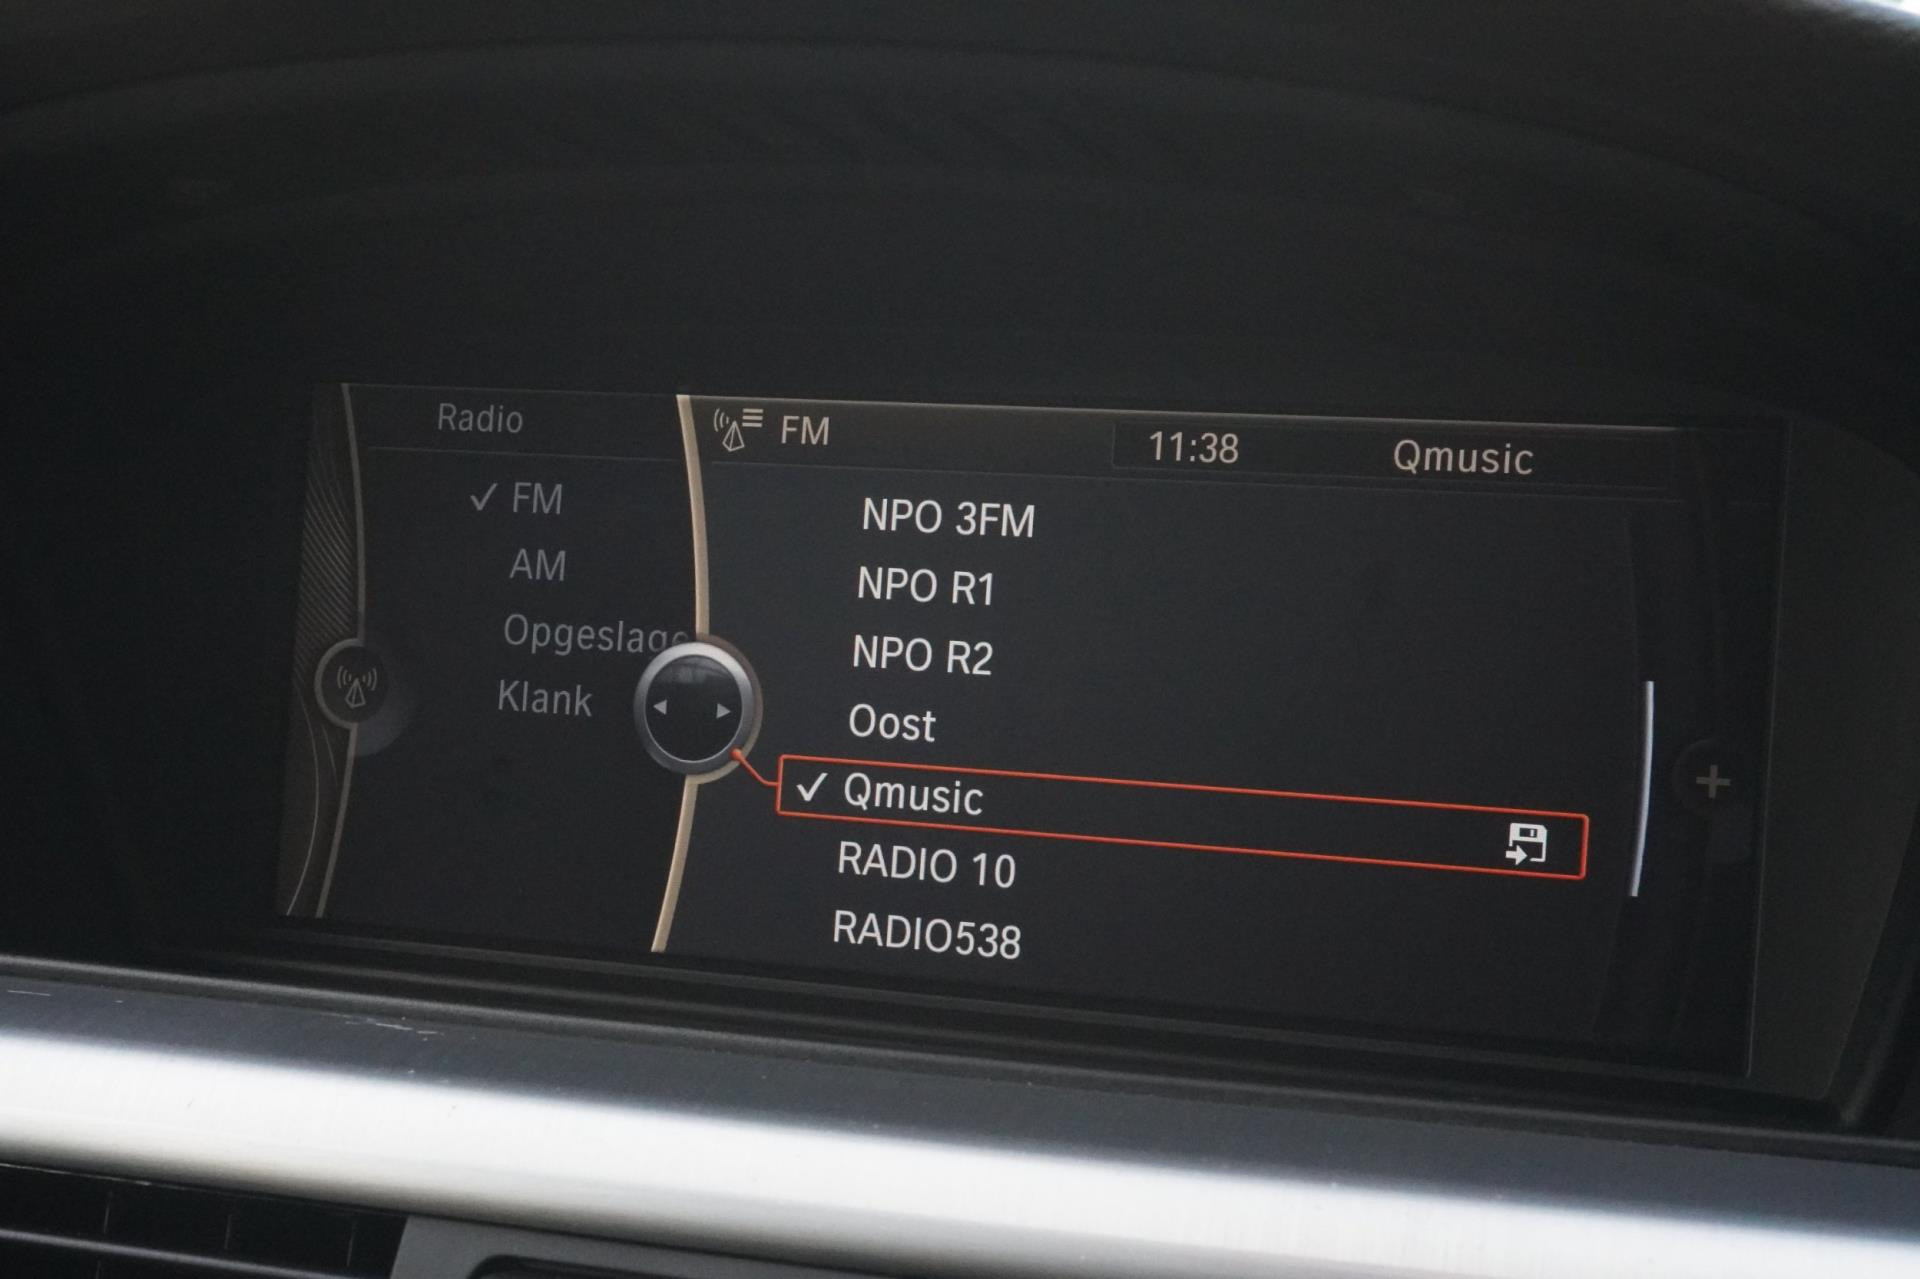 Radio
FM
11:38
Qmusic
✓ FM
AM
Opgeslage
Klank
NPO 3FM
NPO R1
NPO R2
Oost
✓ Qmusic
RADIO 10
RADIO538
+